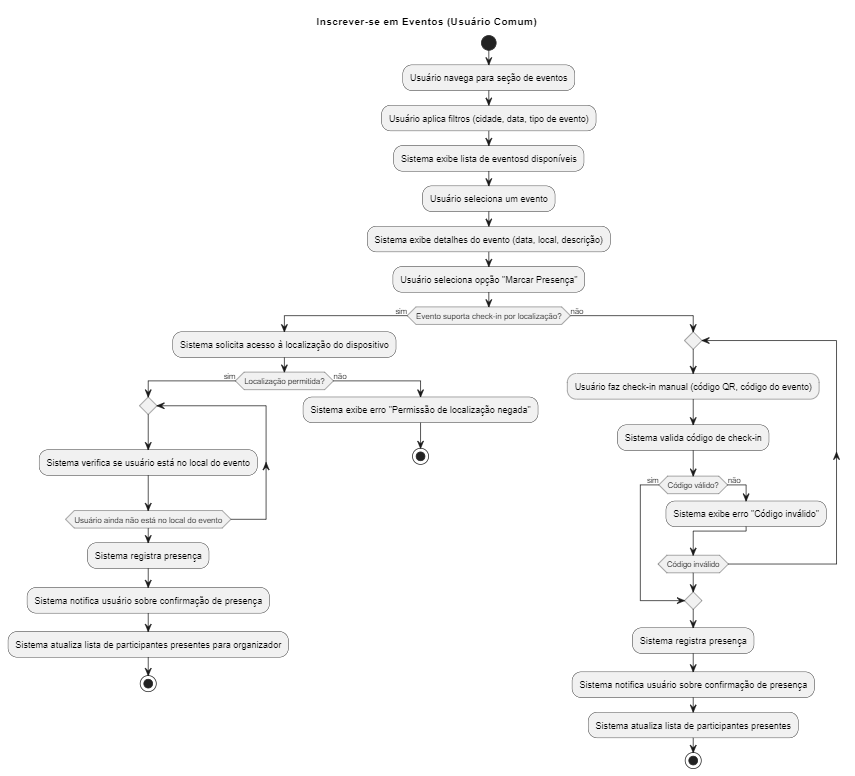 Inscrever-se em Eventos (Usuário Comum)
Usuário navega para seção de eventos
Usuário aplica filtros (cidade, data, tipo de evento)
Sistema exibe lista de eventosd disponíveis
Usuário seleciona um evento
Sistema exibe detalhes do evento (data, local, descrição)
Usuário seleciona opção "Marcar Presença"
sim
Evento suporta check-in por localização?
não
Sistema solicita acesso à localização do dispositivo
sim
Localização permitida?
não
Sistema exibe erro "Permissão de localização negada"
Sistema verifica se usuário está no local do evento
Usuário ainda não está no local do evento
Sistema registra presença
Sistema notifica usuário sobre confirmação de presença
Sistema atualiza lista de participantes presentes para organizador
Usuário faz check-in manual (código QR, código do evento)
Sistema valida código de check-in
sim
Código válido?
não
Sistema exibe erro "Código inválido"
Código inválido
Sistema registra presença
Sistema notifica usuário sobre confirmação de presença
Sistema atualiza lista de participantes presentes